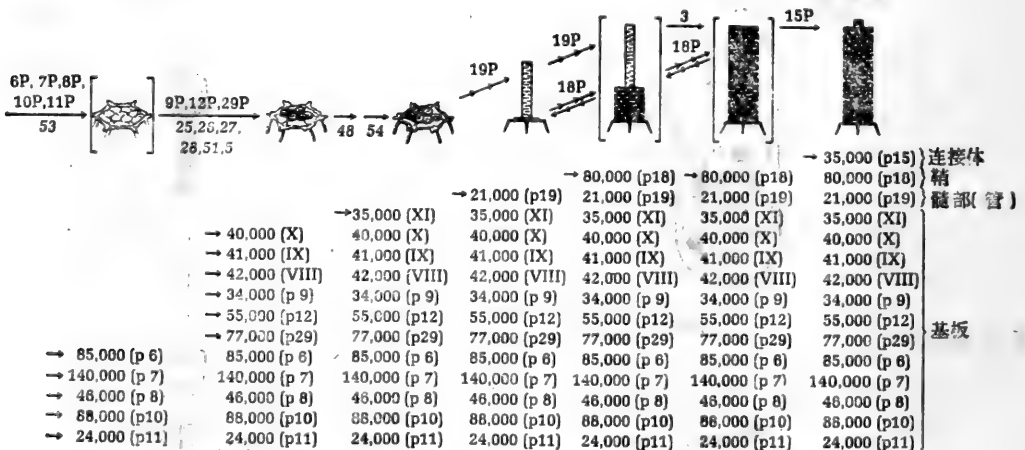 3 15P
19P 18P
6P, 7P,8P, 19P
10P,11P 9P,12P,29P 18P
53 25,26,27, 48 54
28,51,5
→ 35,000 (p15) 连接体
→ 80,000 (p18) → 80,000 (p18) 80,000 (p18) 鞘
→ 21,000 (p19) 21,000 (p19) 21,000 (p19) 21,000 (p19) 髓部(管)
→ 35,000 (XI) 35,000 (XI) 35,000 (XI) 35,000 (XI) 35,000 (XI)
→ 40,000 (X) 40,000 (X) 40,000 (X) 40,000 (X) 40,000 (X) 40,000 (X)
→ 41,000 (IX) 41,000 (IX) 41,000 (IX) 41,000 (IX) 41,000 (IX) 41,000 (IX)
→ 42,000 (VIII) 42,000 (VIII) 42,000 (VIII) 42,000 (VIII) 42,000 (VIII) 42,000 (VIII)
→ 34,000 (p 9) 34,000 (p 9) 34,000 (p 9) 34,000 (p 9) 34,000 (p 9) 34,000 (p 9)
→ 55,000 (p12) 55,000 (p12) 55,000 (p12) 55,000 (p12) 55,000 (p12) 55,000 (p12) 基板
→ 77,000 (p29) 77,000 (p29) 77,000 (p29) 77,000 (p29) 77,000 (p29) 77,000 (p29)
→ 85,000 (p 6) 85,000 (p 6) 85,000 (p 6) 85,000 (p 6) 85,000 (p 6) 85,000 (p 6) 85,000 (p 6)
→ 140,000 (p 7) 140,000 (p 7) 140,000 (p 7) 140,000 (p 7) 140,000 (p 7) 140,000 (p 7) 140,000 (p 7)
→ 46,000 (p 8) 46,000 (p 8) 46,000 (p 8) 46,000 (p 8) 46,000 (p 8) 46,000 (p 8) 46,000 (p 8)
→ 88,000 (p10) 88,000 (p10) 88,000 (p10) 88,000 (p10) 88,000 (p10) 88,000 (p10) 88,000 (p10)
→ 24,000 (p11) 24,000 (p11) 24,000 (p11) 24,000 (p11) 24,000 (p11) 24,000 (p11) 24,000 (p11)